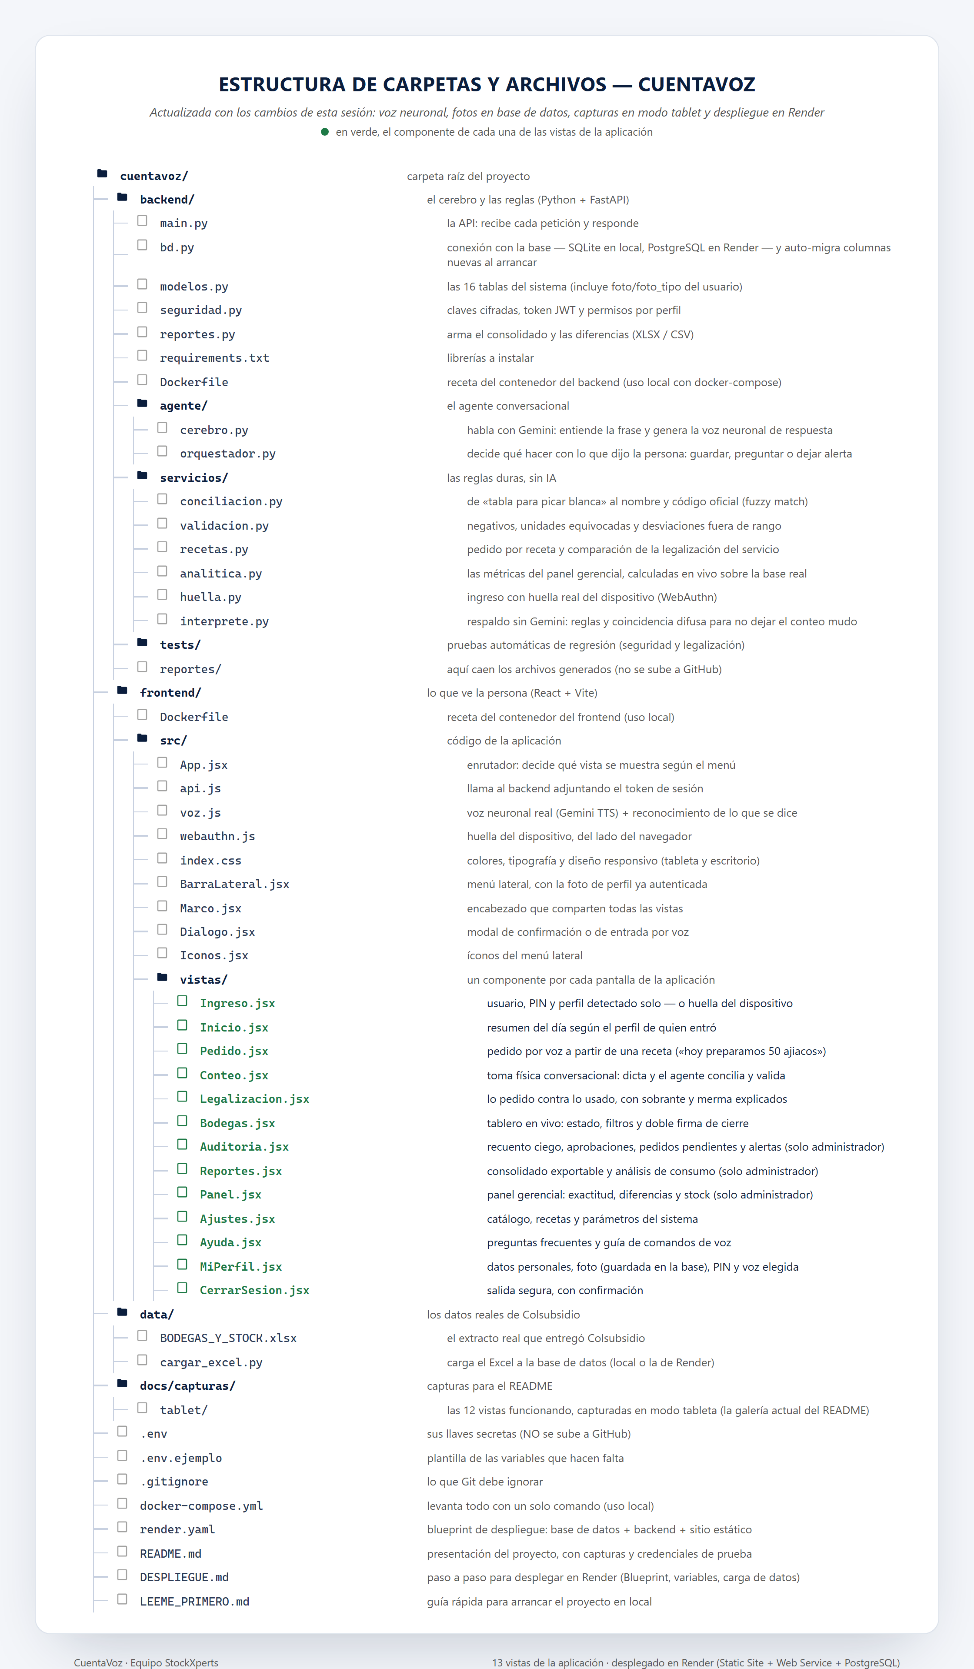 ESTRUCTURA DE CARPETAS Y ARCHIVOS — CUENTAVOZ
Actualizada con los cambios de esta sesión: voz neuronal, fotos en base de datos, capturas en modo tablet y despliegue en Render
en verde, el componente de cada una de las vistas de la aplicación
cuentavoz/ carpeta raíz del proyecto
backend/ el cerebro y las reglas (Python + FastAPI)
main.py la API: recibe cada petición y responde
bd.py conexión con la base — SQLite en local, PostgreSQL en Render — y auto-migra columnas
nuevas al arrancar
modelos.py las 16 tablas del sistema (incluye foto/foto_tipo del usuario)
seguridad.py claves cifradas, token JWT y permisos por perfil
reportes.py arma el consolidado y las diferencias (XLSX / CSV)
requirements.txt librerías a instalar
Dockerfile receta del contenedor del backend (uso local con docker-compose)
agente/ el agente conversacional
cerebro.py habla con Gemini: entiende la frase y genera la voz neuronal de respuesta
orquestador.py decide qué hacer con lo que dijo la persona: guardar, preguntar o dejar alerta
servicios/ las reglas duras, sin IA
conciliacion.py de «tabla para picar blanca» al nombre y código oficial (fuzzy match)
validacion.py negativos, unidades equivocadas y desviaciones fuera de rango
recetas.py pedido por receta y comparación de la legalización del servicio
analitica.py las métricas del panel gerencial, calculadas en vivo sobre la base real
huella.py ingreso con huella real del dispositivo (WebAuthn)
interprete.py respaldo sin Gemini: reglas y coincidencia difusa para no dejar el conteo mudo
tests/ pruebas automáticas de regresión (seguridad y legalización)
reportes/ aquí caen los archivos generados (no se sube a GitHub)
frontend/ lo que ve la persona (React + Vite)
Dockerfile receta del contenedor del frontend (uso local)
src/ código de la aplicación
App.jsx enrutador: decide qué vista se muestra según el menú
api.js llama al backend adjuntando el token de sesión
voz.js voz neuronal real (Gemini TTS) + reconocimiento de lo que se dice
webauthn.js huella del dispositivo, del lado del navegador
index.css colores, tipografía y diseño responsivo (tableta y escritorio)
BarraLateral.jsx menú lateral, con la foto de perfil ya autenticada
Marco.jsx encabezado que comparten todas las vistas
Dialogo.jsx modal de confirmación o de entrada por voz
Iconos.jsx íconos del menú lateral
vistas/ un componente por cada pantalla de la aplicación
Ingreso.jsx usuario, PIN y perfil detectado solo — o huella del dispositivo
Inicio.jsx resumen del día según el perfil de quien entró
Pedido.jsx pedido por voz a partir de una receta («hoy preparamos 50 ajiacos»)
Conteo.jsx toma física conversacional: dicta y el agente concilia y valida
Legalizacion.jsx lo pedido contra lo usado, con sobrante y merma explicados
Bodegas.jsx tablero en vivo: estado, filtros y doble firma de cierre
Auditoria.jsx recuento ciego, aprobaciones, pedidos pendientes y alertas (solo administrador)
Reportes.jsx consolidado exportable y análisis de consumo (solo administrador)
Panel.jsx panel gerencial: exactitud, diferencias y stock (solo administrador)
Ajustes.jsx catálogo, recetas y parámetros del sistema
Ayuda.jsx preguntas frecuentes y guía de comandos de voz
MiPerfil.jsx datos personales, foto (guardada en la base), PIN y voz elegida
CerrarSesion.jsx salida segura, con confirmación
data/ los datos reales de Colsubsidio
BODEGAS_Y_STOCK.xlsx el extracto real que entregó Colsubsidio
cargar_excel.py carga el Excel a la base de datos (local o la de Render)
docs/capturas/ capturas para el README
tablet/ las 12 vistas funcionando, capturadas en modo tableta (la galería actual del README)
.env sus llaves secretas (NO se sube a GitHub)
.env.ejemplo plantilla de las variables que hacen falta
.gitignore lo que Git debe ignorar
docker-compose.yml levanta todo con un solo comando (uso local)
render.yaml blueprint de despliegue: base de datos + backend + sitio estático
README.md presentación del proyecto, con capturas y credenciales de prueba
DESPLIEGUE.md paso a paso para desplegar en Render (Blueprint, variables, carga de datos)
LEEME_PRIMERO.md guía rápida para arrancar el proyecto en local
CuentaVoz · Equipo StockXperts 13 vistas de la aplicación · desplegado en Render (Static Site + Web Service + PostgreSQL)